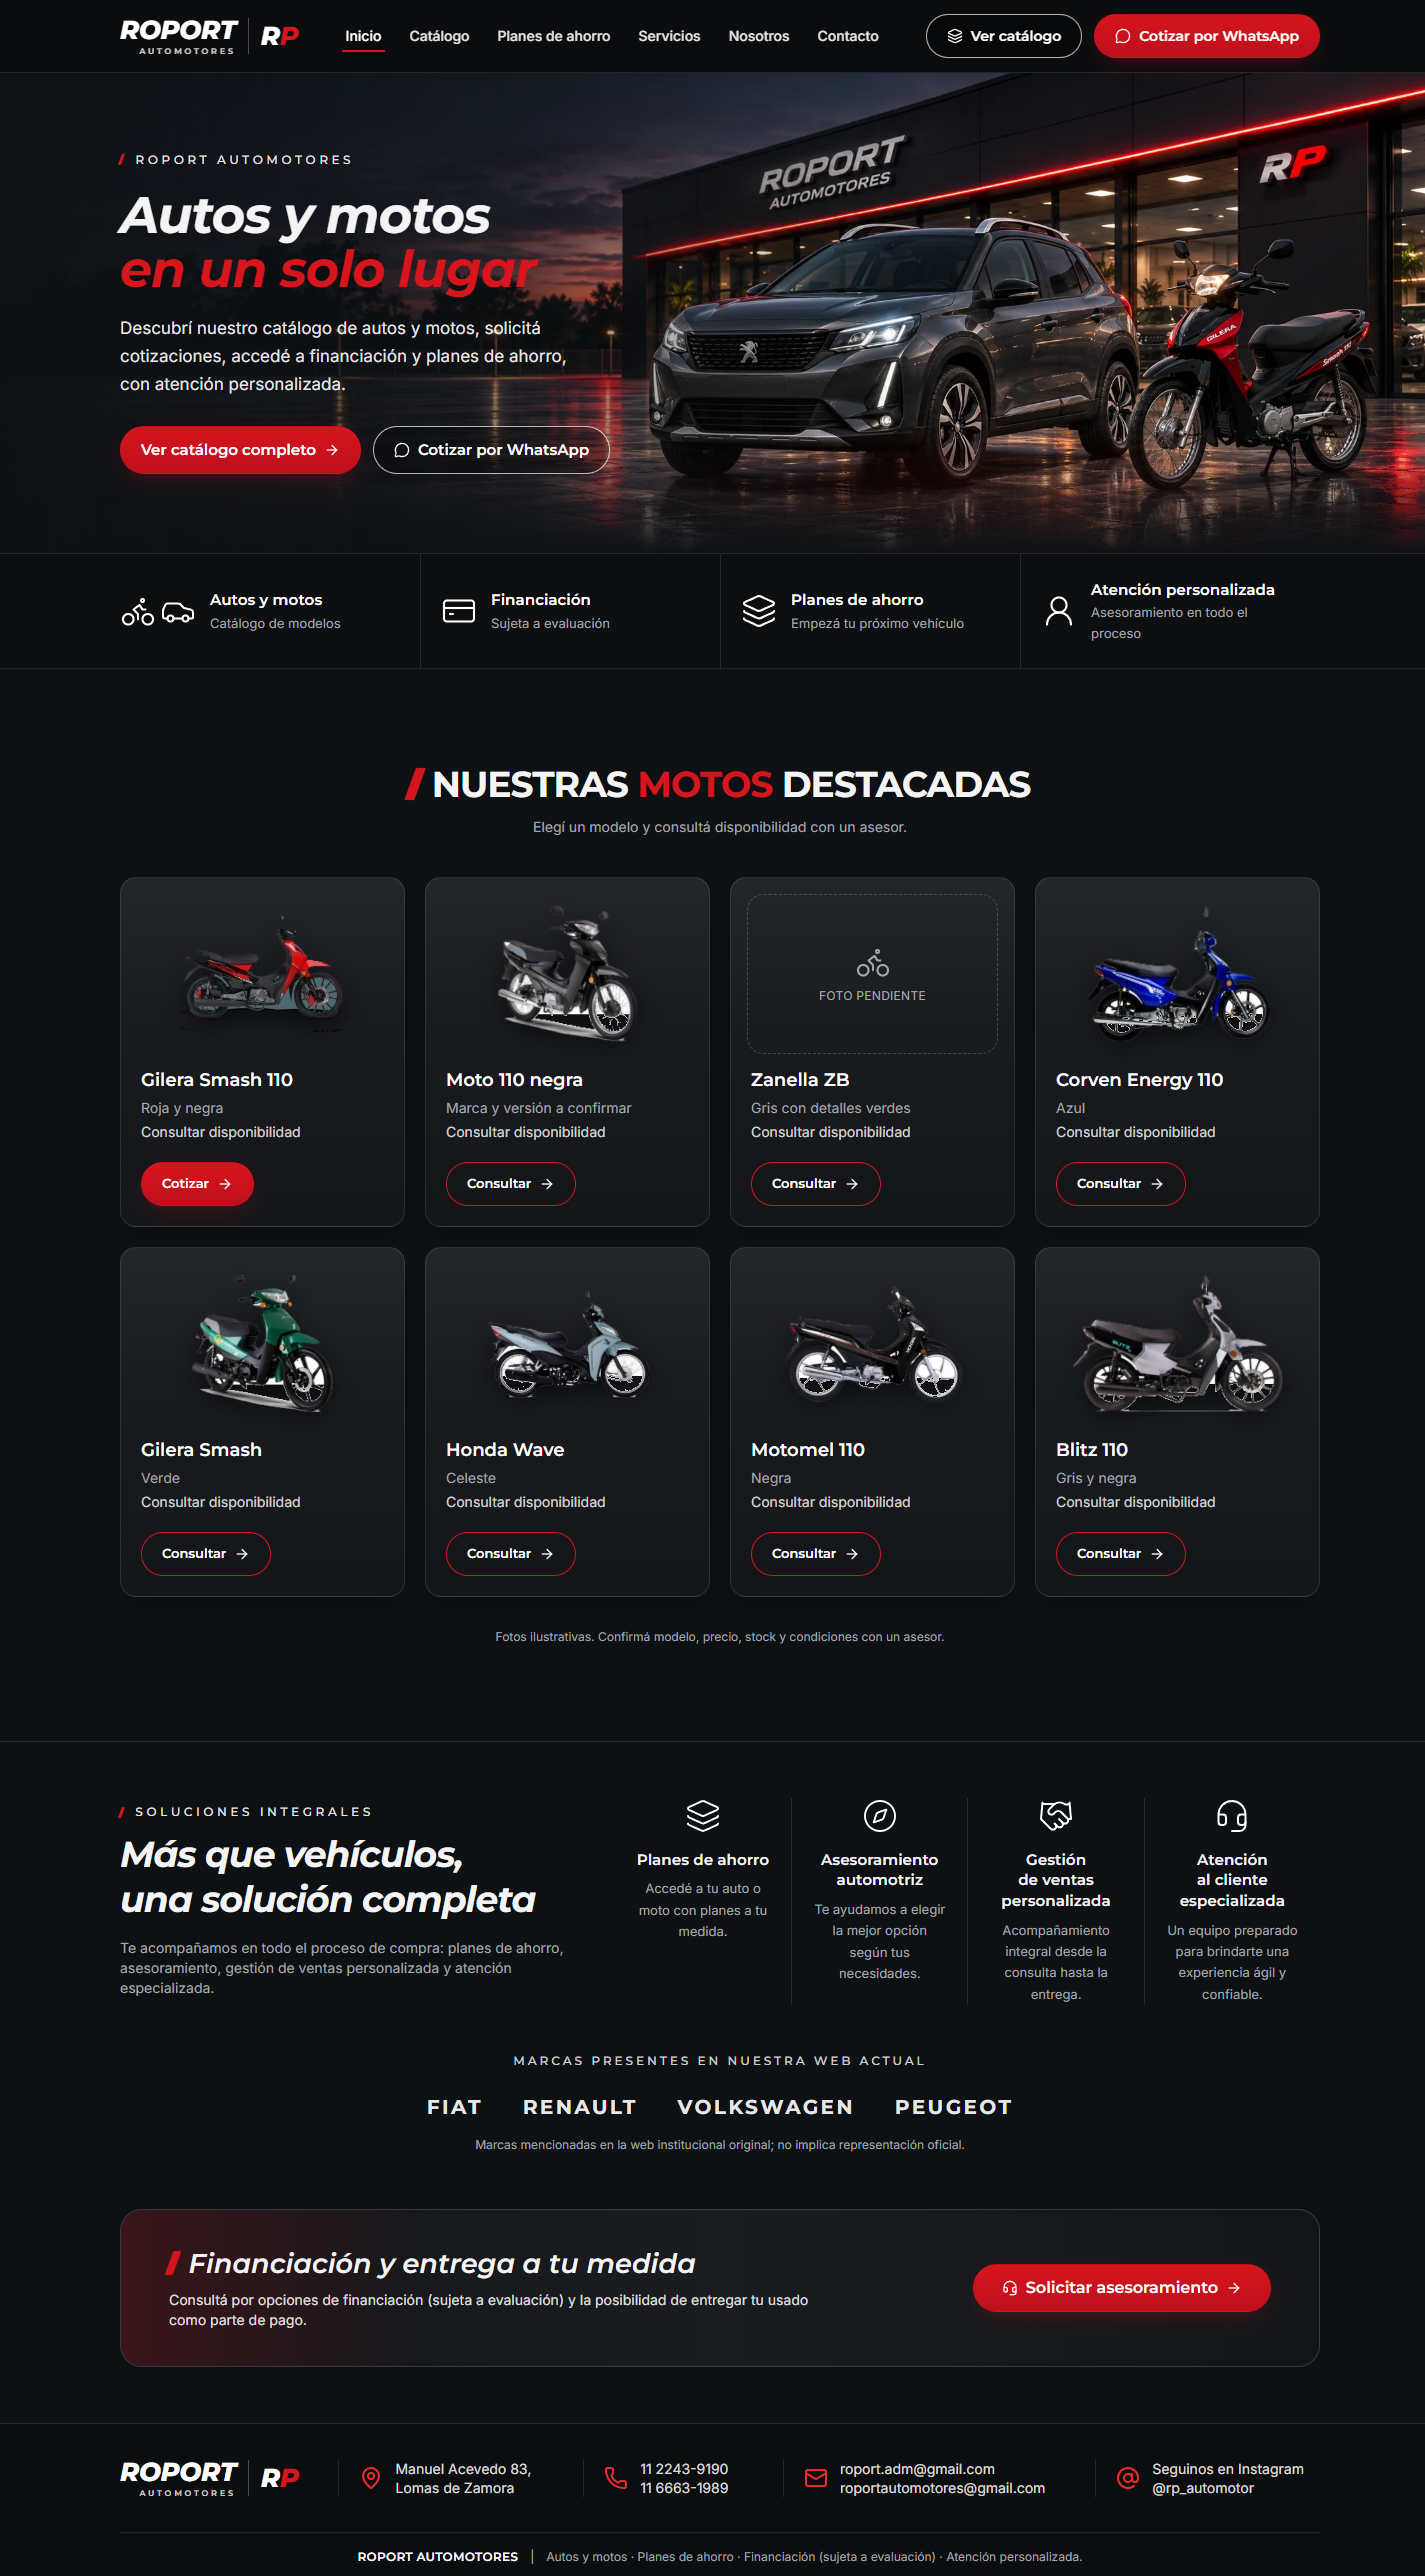 ROPORT
AUTOMOTORES
RP
Inicio
Catálogo
Planes de ahorro
Servicios
Nosotros
Contacto
Ver catálogo
Cotizar por WhatsApp
ROPORT AUTOMOTORES
Autos y motos
en un solo lugar
Descubrí nuestro catálogo de autos y motos, solicitá
cotizaciones, accedé a financiación y planes de ahorro,
con atención personalizada.
Ver catálogo completo
Cotizar por WhatsApp
ROPORT
AUTOMOTORES
RP
GILERA
Smash 110
Autos y motos
Catálogo de modelos
Financiación
Sujeta a evaluación
Planes de ahorro
Empezá tu próximo vehículo
Atención personalizada
Asesoramiento en todo el
proceso
NUESTRAS MOTOS DESTACADAS
Elegí un modelo y consultá disponibilidad con un asesor.
Gilera Smash 110
Roja y negra
Consultar disponibilidad
Cotizar
Moto 110 negra
Marca y versión a confirmar
Consultar disponibilidad
Consultar
FOTO PENDIENTE
Zanella ZB
Gris con detalles verdes
Consultar disponibilidad
Consultar
Corven Energy 110
Azul
Consultar disponibilidad
Consultar
Gilera Smash
Verde
Consultar disponibilidad
Consultar
Honda Wave
Celeste
Consultar disponibilidad
Consultar
Motomel 110
Negra
Consultar disponibilidad
Consultar
BLITZ
Blitz 110
Gris y negra
Consultar disponibilidad
Consultar
Fotos ilustrativas. Confirmá modelo, precio, stock y condiciones con un asesor.
SOLUCIONES INTEGRALES
Más que vehículos,
una solución completa
Te acompañamos en todo el proceso de compra: planes de ahorro,
asesoramiento, gestión de ventas personalizada y atención
especializada.
Planes de ahorro
Accedé a tu auto o
moto con planes a tu
medida.
Asesoramiento
automotriz
Te ayudamos a elegir
la mejor opción
según tus
necesidades.
Gestión
de ventas
personalizada
Acompañamiento
integral desde la
consulta hasta la
entrega.
Atención
al cliente
especializada
Un equipo preparado
para brindarte una
experiencia ágil y
confiable.
MARCAS PRESENTES EN NUESTRA WEB ACTUAL
FIAT RENAULT VOLKSWAGEN PEUGEOT
Marcas mencionadas en la web institucional original; no implica representación oficial.
Financiación y entrega a tu medida
Consultá por opciones de financiación (sujeta a evaluación) y la posibilidad de entregar tu usado
como parte de pago.
Solicitar asesoramiento
ROPORT
AUTOMOTORES
RP
Manuel Acevedo 83,
Lomas de Zamora
11 2243-9190
11 6663-1989
roport.adm@gmail.com
roportautomotores@gmail.com
Seguinos en Instagram
@rp_automotor
ROPORT AUTOMOTORES | Autos y motos · Planes de ahorro · Financiación (sujeta a evaluación) · Atención personalizada.